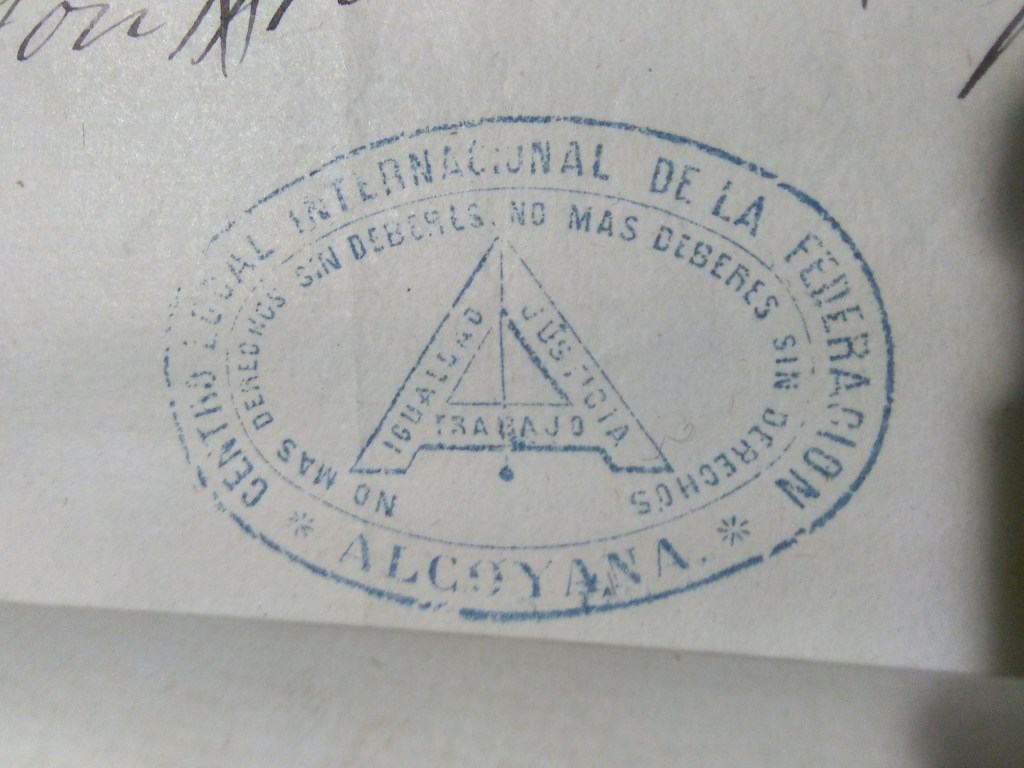 CENTRO LOCAL INTERNACIONAL DE LA FEDERACION
* ALCOYANA. *
NO MAS DERECHOS SIN DEBERES, NO MAS DEBERES SIN DERECHOS
IGUALDAD
JUSTICIA
TRABAJO